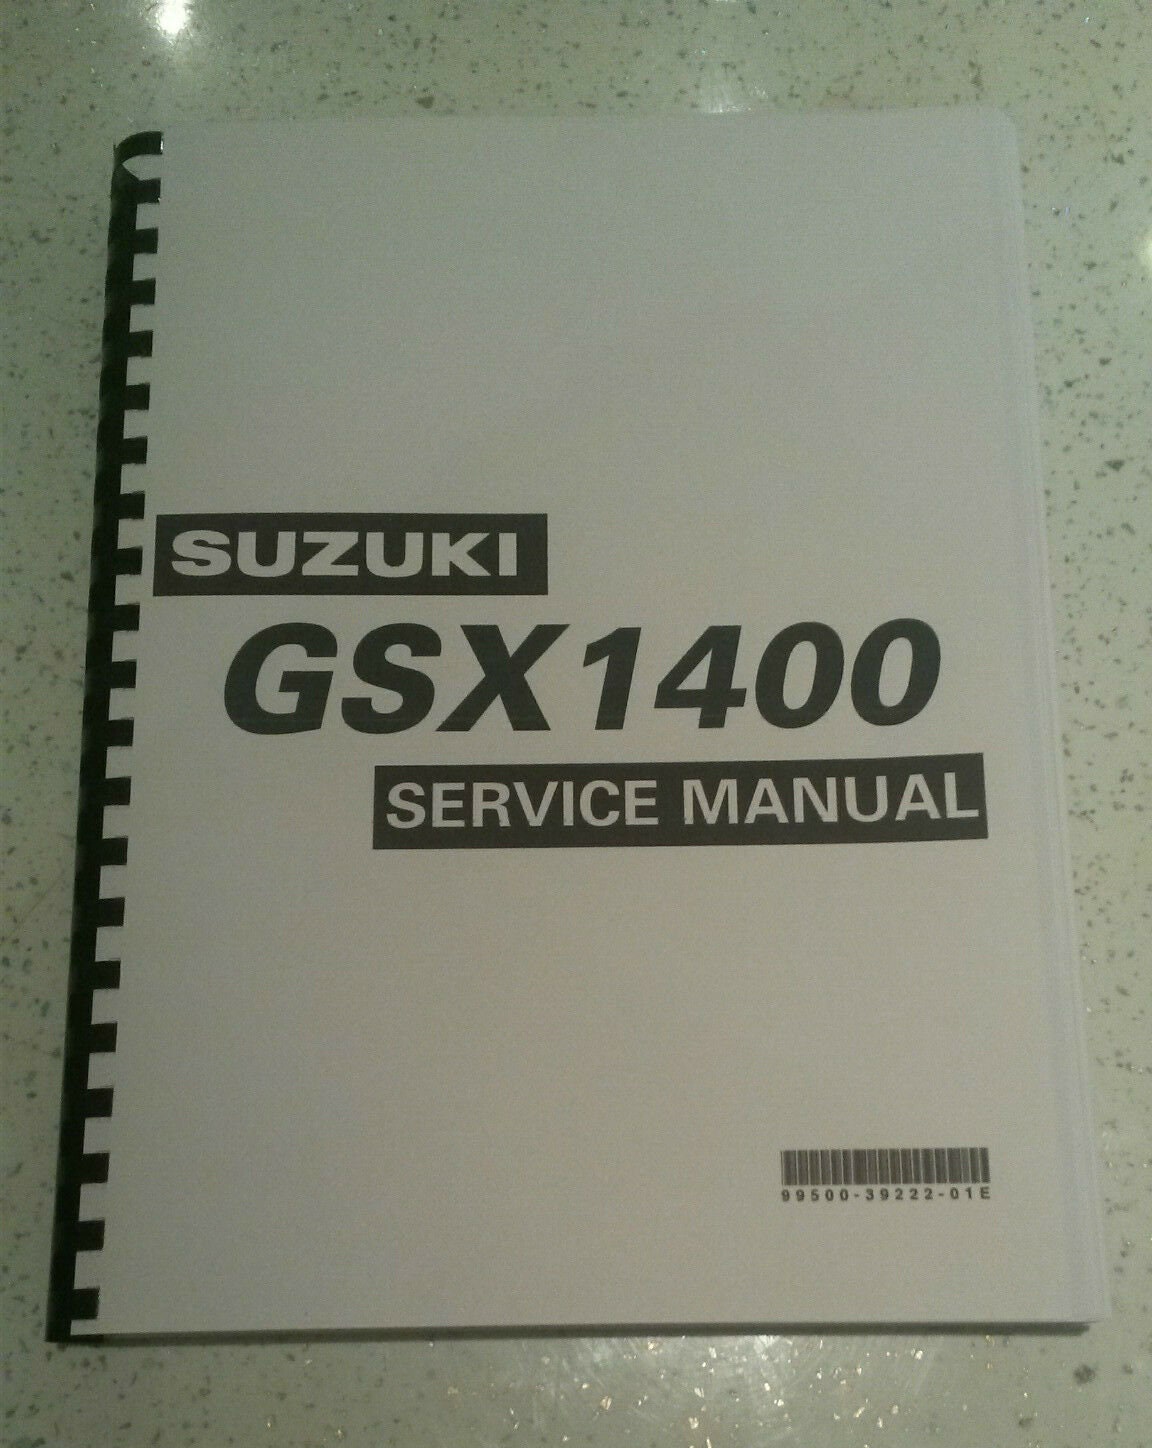 SUZUKI
GSX1400
SERVICE MANUAL
99500-39222-01E